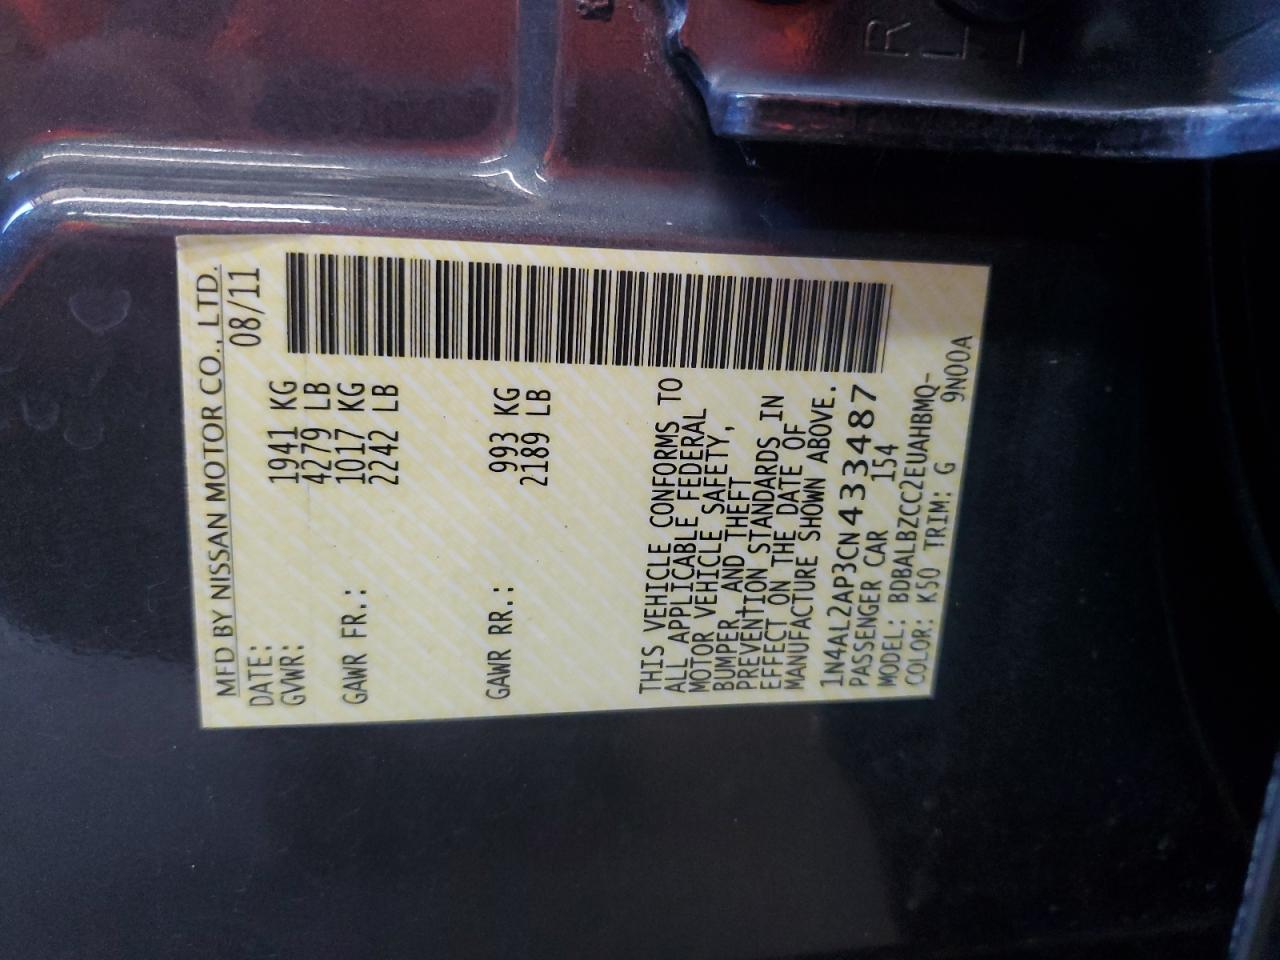 MFD BY NISSAN MOTOR CO., LTD.
DATE: 08/11
GVWR: 1941 KG
4279 LB
GAWR FR.: 1017 KG
2242 LB
GAWR RR.: 993 KG
2189 LB
THIS VEHICLE CONFORMS TO
ALL APPLICABLE FEDERAL
MOTOR VEHICLE SAFETY,
BUMPER, AND THEFT
PREVENTION STANDARDS IN
EFFECT ON THE DATE OF
MANUFACTURE SHOWN ABOVE.
1N4AL2AP3CN433487
PASSENGER CAR 154
MODEL: BDBALBZCC2EUAHBMQ-
COLOR: K50 TRIM: G 9N00A
R
L